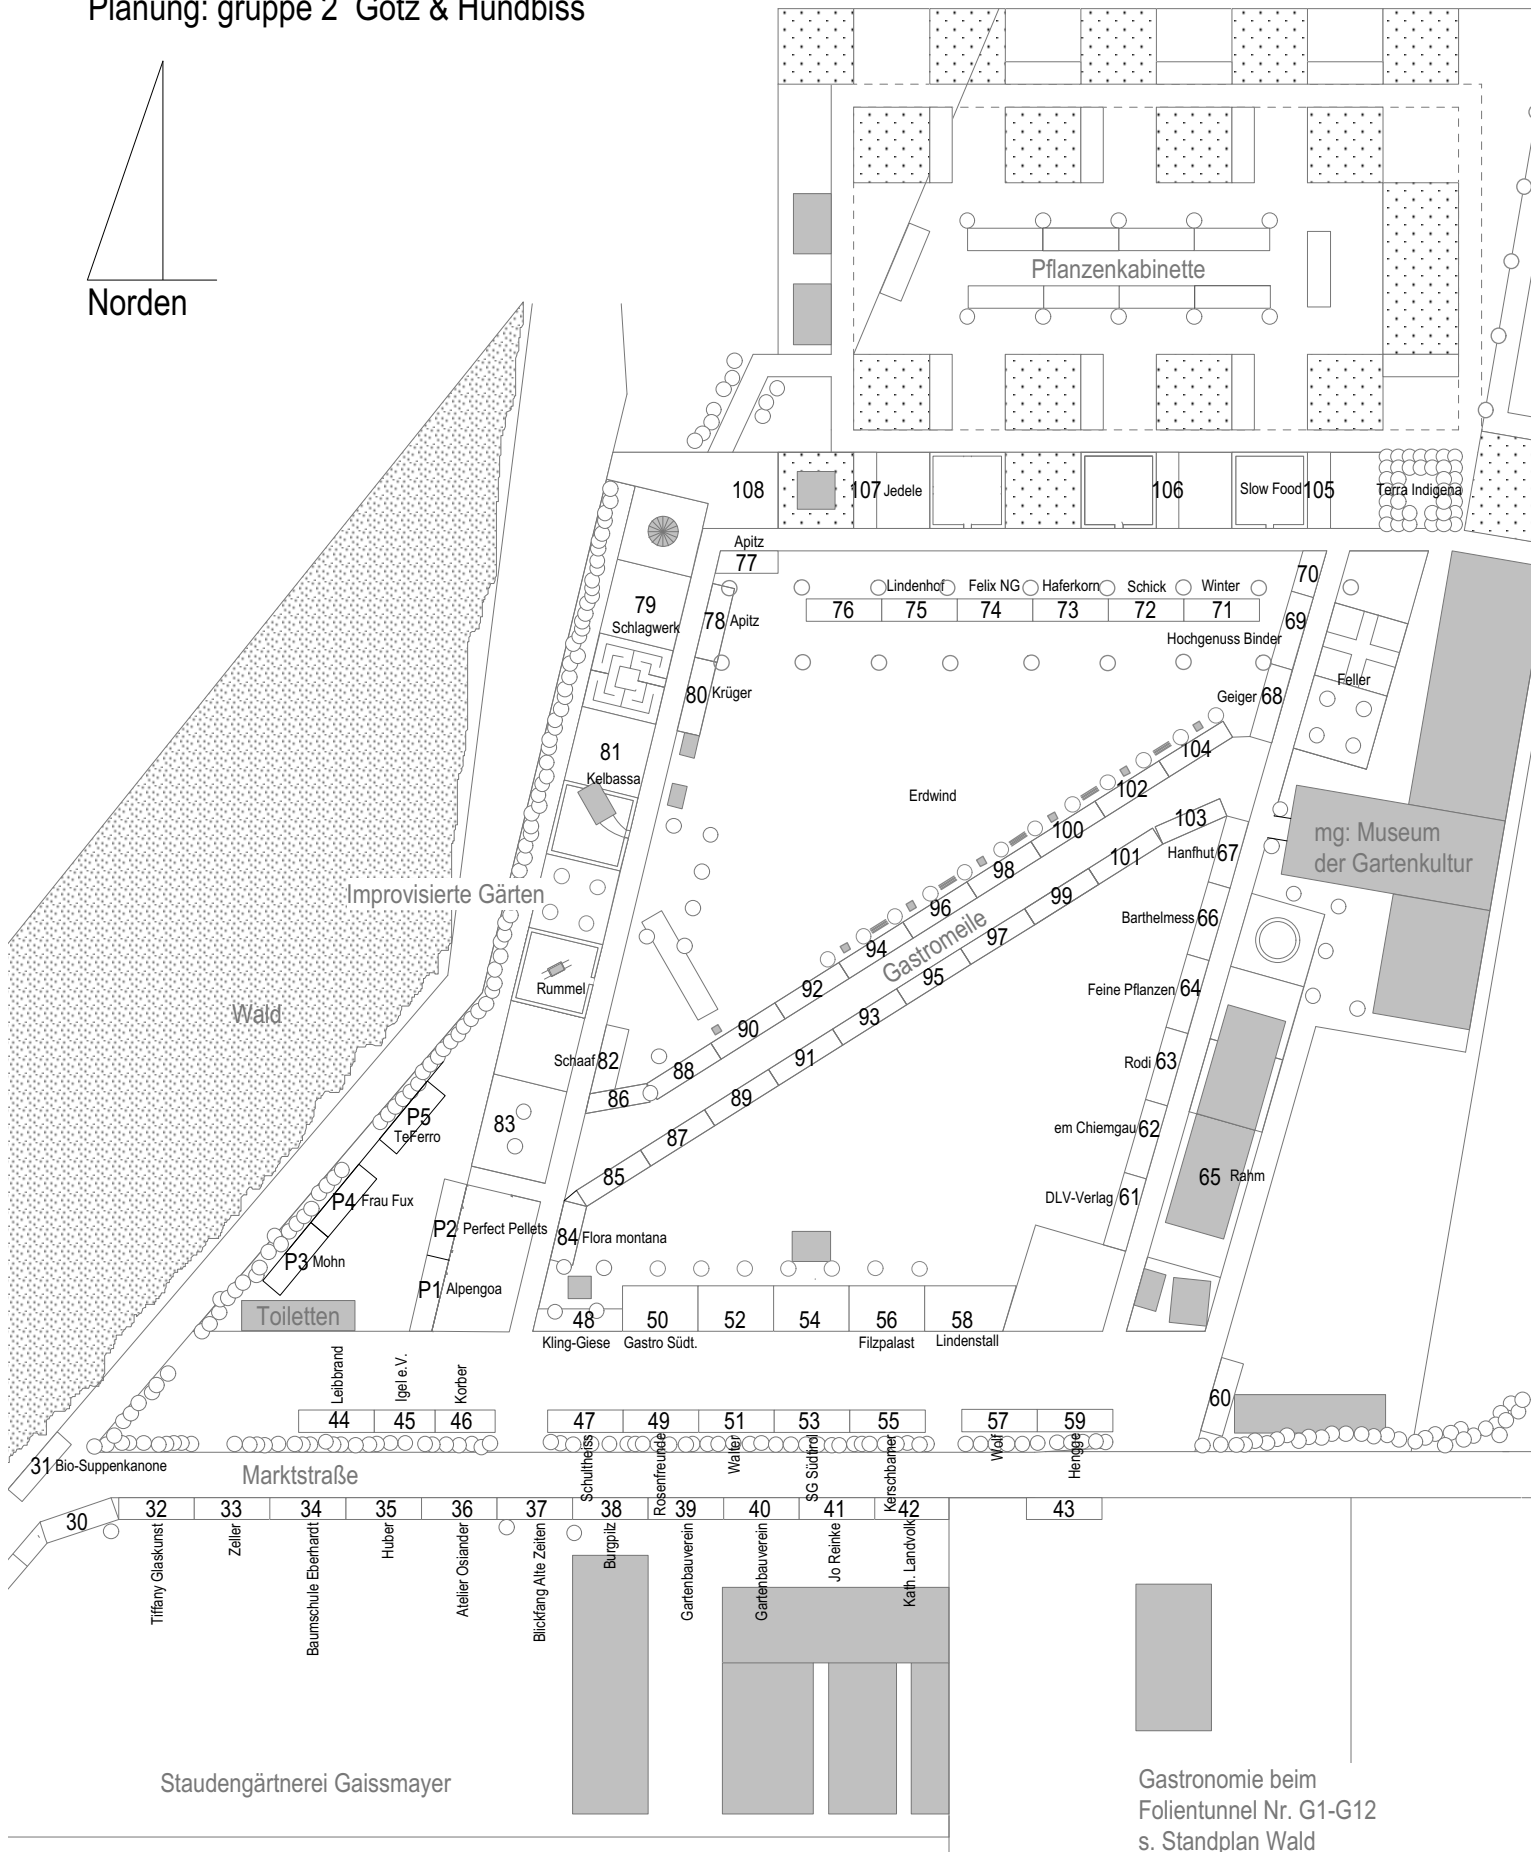 Planung: gruppe 2  Götz & Hundbiss
Norden
Pflanzenkabinette
108
107 Jedele
106
Slow Food 105
Terra Indigena
Apitz
77
79
Schlagwerk
78 Apitz
80 Krüger
81
Kelbassa
Lindenhof
Felix NG
Haferkorn
Schick
Winter
76
75
74
73
72
71
70
69
Hochgenuss Binder
Geiger 68
Feller
Erdwind
104
102
100
98
96
94
92
90
88
86
Gastromeile
103
101
99
97
95
93
91
89
87
85
Hanfhut 67
Barthelmess 66
Feine Pflanzen 64
Rodi 63
em Chiemgau 62
DLV-Verlag 61
65 Rahm
mg: Museum
der Gartenkultur
Improvisierte Gärten
Wald
Rummel
Schaaf 82
83
84 Flora montana
P5
TeFerro
P4 Frau Fux
P3 Mohn
P2 Perfect Pellets
P1 Alpengoa
Toiletten
48
50
52
54
56
58
Kling-Giese
Gastro Südt.
Filzpalast
Lindenstall
60
Leibbrand
Igel e.V.
Korber
44
45
46
47
49
51
53
55
57
59
Schultheiss
Rosenfreunde
Walter
SG Südtirol
Kerschbamer
Wolf
Hengge
31 Bio-Suppenkanone
Marktstraße
30
32
33
34
35
36
37
38
39
40
41
42
43
Tiffany Glaskunst
Zeller
Baumschule Eberhardt
Huber
Atelier Osiander
Blickfang Alte Zeiten
Burgpilz
Gartenbauverein
Gartenbauverein
Jo Reinke
Kath. Landvolk
Staudengärtnerei Gaissmayer
Gastronomie beim
Folientunnel Nr. G1-G12
s. Standplan Wald